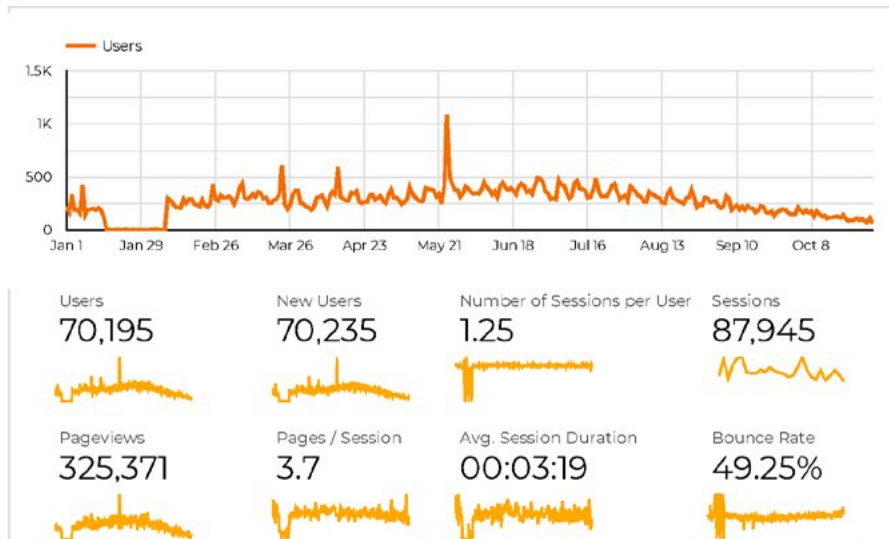 Users
1.5K
1K
500
0
Jan 1 Jan 29 Feb 26 Mar 26 Apr 23 May 21 Jun 18 Jul 16 Aug 13 Sep 10 Oct 8
Users New Users Number of Sessions per User Sessions
70,195 70,235 1.25 87,945
Pageviews Pages / Session Avg. Session Duration Bounce Rate
325,371 3.7 00:03:19 49.25%